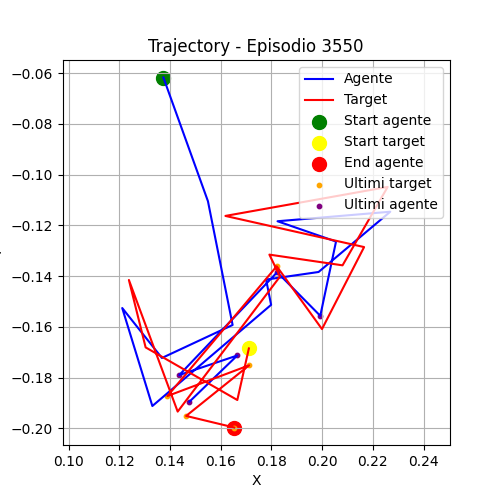 Trajectory - Episodio 3550
Agente
Target
Start agente
Start target
End agente
Ultimi target
Ultimi agente
−0.06
−0.08
−0.10
−0.12
−0.14
−0.16
−0.18
−0.20
0.10 0.12 0.14 0.16 0.18 0.20 0.22 0.24
X